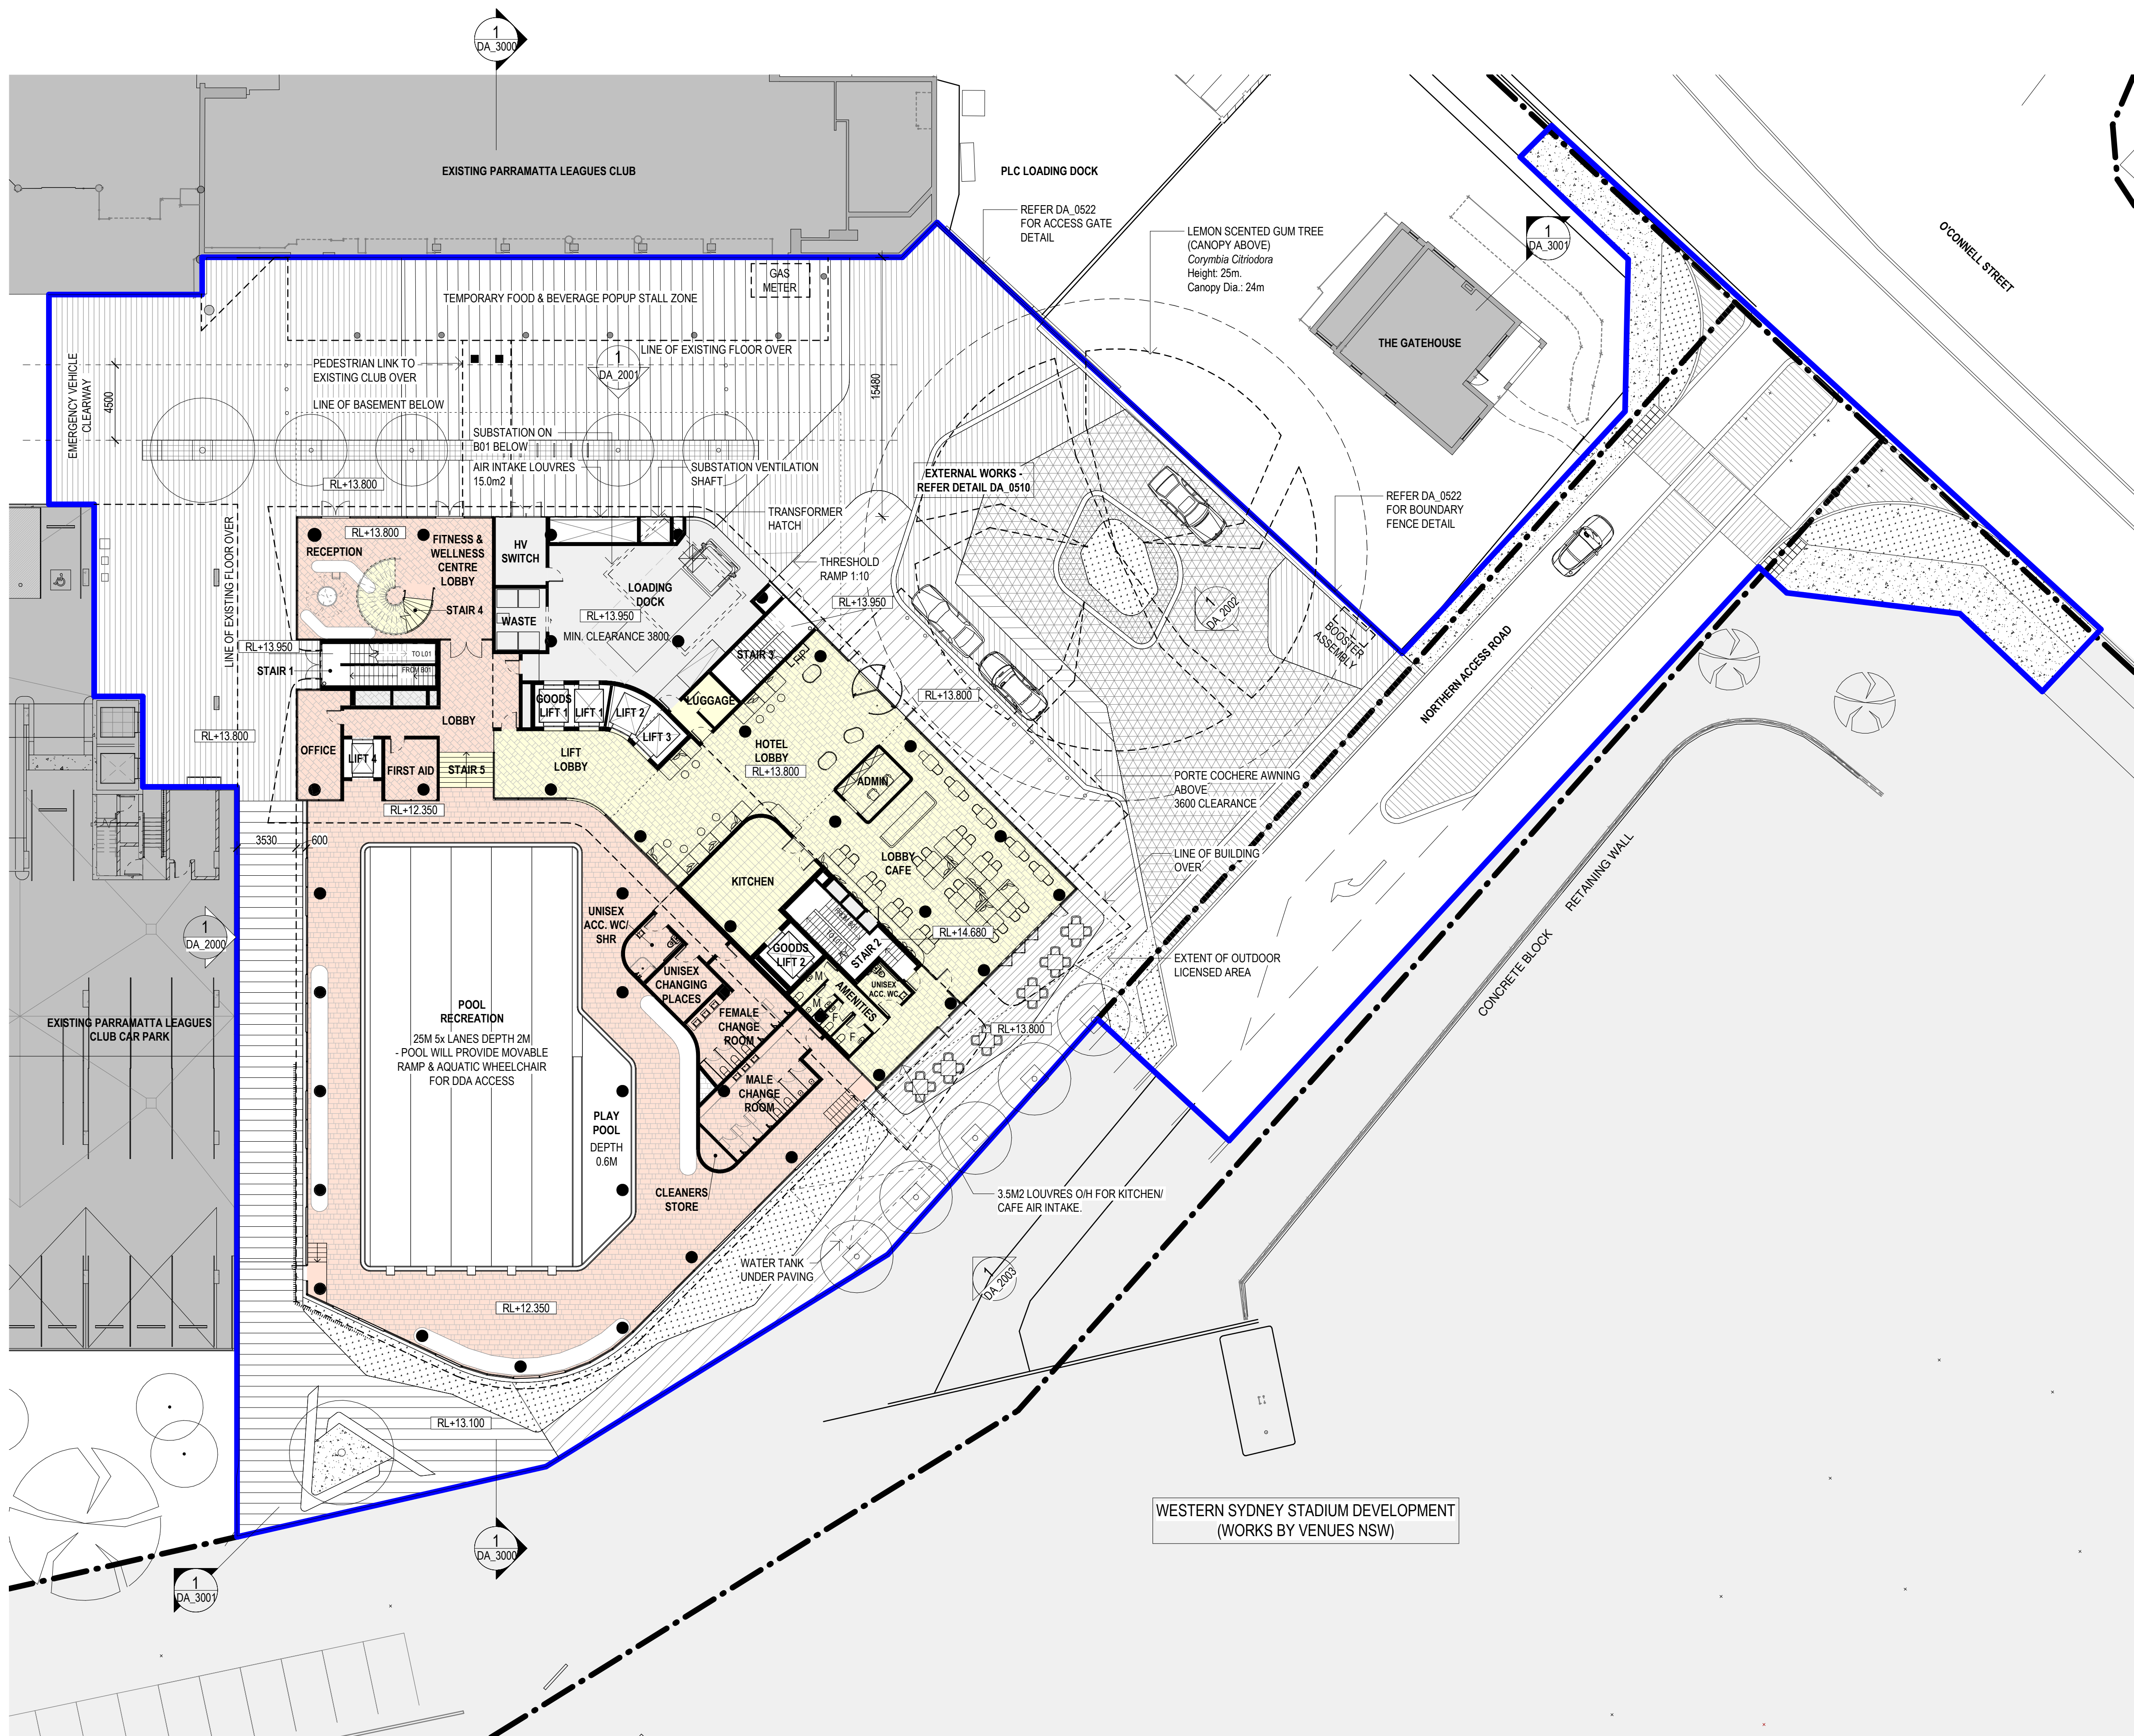 1
DA_3000
EXISTING PARRAMATTA LEAGUES CLUB
PLC LOADING DOCK
REFER DA_0522
FOR ACCESS GATE
DETAIL
LEMON SCENTED GUM TREE
(CANOPY ABOVE)
Corymbia Citriodora
Height: 25m.
Canopy Dia.: 24m
1
DA_3001
O'CONNELL STREET
GAS
METER
TEMPORARY FOOD & BEVERAGE POPUP STALL ZONE
THE GATEHOUSE
LINE OF EXISTING FLOOR OVER
PEDESTRIAN LINK TO
EXISTING CLUB OVER
1
DA_2001
EMERGENCY VEHICLE
CLEARWAY
4500
15480
LINE OF BASEMENT BELOW
SUBSTATION ON
B01 BELOW
AIR INTAKE LOUVRES
15.0m2
SUBSTATION VENTILATION
SHAFT
EXTERNAL WORKS -
REFER DETAIL DA_0510
RL+13.800
REFER DA_0522
FOR BOUNDARY
FENCE DETAIL
TRANSFORMER
HATCH
LINE OF EXISTING FLOOR OVER
RL+13.800
RECEPTION
FITNESS &
WELLNESS
CENTRE
LOBBY
HV
SWITCH
STAIR 4
LOADING
DOCK
RL+13.950
MIN. CLEARANCE 3800
WASTE
THRESHOLD
RAMP 1:10
RL+13.950
1
DA_2002
BOOSTER
ASSEMBLY
NORTHERN ACCESS ROAD
RL+13.950
STAIR 1
TO L01
FROM B01
STAIR 3
FIP
RL+13.800
LUGGAGE
GOODS
LIFT 1
LIFT 1
LIFT 2
LIFT 3
LOBBY
RL+13.800
OFFICE
LIFT 4
FIRST AID
STAIR 5
LIFT
LOBBY
HOTEL
LOBBY
RL+13.800
ADMIN
PORTE COCHERE AWNING
ABOVE
3600 CLEARANCE
RL+12.350
3530
600
LOBBY
CAFE
LINE OF BUILDING
OVER
KITCHEN
CONCRETE BLOCK
RETAINING WALL
1
DA_2000
UNISEX
ACC. WC/
SHR
FROM B01
TO L01
STAIR 2
RL+14.680
GOODS
LIFT 2
EXTENT OF OUTDOOR
LICENSED AREA
UNISEX
CHANGING
PLACES
M
M
AMENITIES
F
F
UNISEX
ACC. WC
POOL
RECREATION
25M 5x LANES DEPTH 2M
- POOL WILL PROVIDE MOVABLE
RAMP & AQUATIC WHEELCHAIR
FOR DDA ACCESS
EXISTING PARRAMATTA LEAGUES
CLUB CAR PARK
FEMALE
CHANGE
ROOM
RL+13.800
MALE
CHANGE
ROOM
PLAY
POOL
DEPTH
0.6M
CLEANERS
STORE
3.5M2 LOUVRES O/H FOR KITCHEN/
CAFE AIR INTAKE.
WATER TANK
UNDER PAVING
1
DA_2003
RL+12.350
RL+13.100
WESTERN SYDNEY STADIUM DEVELOPMENT
(WORKS BY VENUES NSW)
1
DA_3000
1
DA_3001